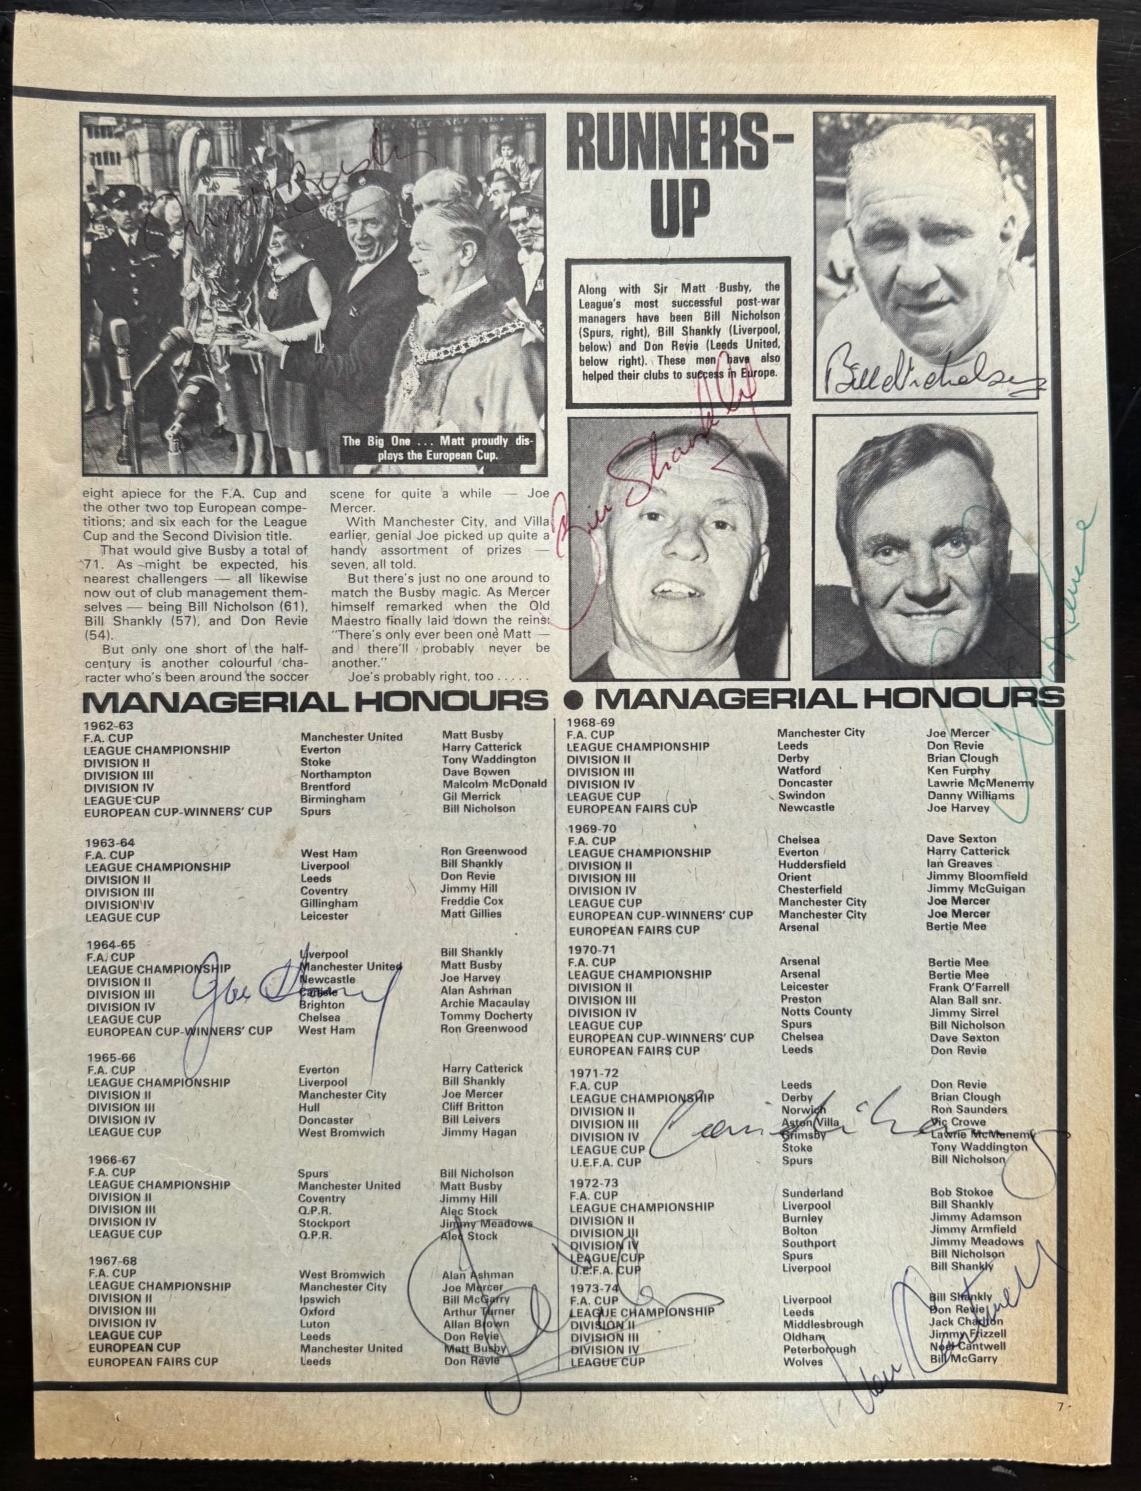 RUNNERS-
UP
Along with Sir Matt Busby, the
League's most successful post-war
managers have been Bill Nicholson
(Spurs, right), Bill Shankly (Liverpool,
below) and Don Revie (Leeds United,
below right). These men have also
helped their clubs to success in Europe.
Matt Busby
Bill Nicholson
Bill Shankly
Don Revie
The Big One ... Matt proudly dis-
plays the European Cup.
eight apiece for the F.A. Cup and
the other two top European compe-
titions; and six each for the League
Cup and the Second Division title.
That would give Busby a total of
71. As might be expected, his
nearest challengers — all likewise
now out of club management them-
selves — being Bill Nicholson (61),
Bill Shankly (57), and Don Revie
(54).
But only one short of the half-
century is another colourful cha-
racter who's been around the soccer
scene for quite a while — Joe
Mercer.
With Manchester City, and Villa
earlier, genial Joe picked up quite a
handy assortment of prizes —
seven, all told.
But there's just no one around to
match the Busby magic. As Mercer
himself remarked when the Old
Maestro finally laid down the reins:
"There's only ever been one Matt —
and there'll probably never be
another."
Joe's probably right, too . . . . .
MANAGERIAL HONOURS ● MANAGERIAL HONOURS
1962-63
F.A. CUP Manchester United Matt Busby
LEAGUE CHAMPIONSHIP Everton Harry Catterick
DIVISION II Stoke Tony Waddington
DIVISION III Northampton Dave Bowen
DIVISION IV Brentford Malcolm McDonald
LEAGUE CUP Birmingham Gil Merrick
EUROPEAN CUP-WINNERS' CUP Spurs Bill Nicholson
1963-64
F.A. CUP West Ham Ron Greenwood
LEAGUE CHAMPIONSHIP Liverpool Bill Shankly
DIVISION II Leeds Don Revie
DIVISION III Coventry Jimmy Hill
DIVISION IV Gillingham Freddie Cox
LEAGUE CUP Leicester Matt Gillies
1964-65
F.A. CUP Liverpool Bill Shankly
LEAGUE CHAMPIONSHIP Manchester United Matt Busby
DIVISION II Newcastle Joe Harvey
DIVISION III Carlisle Alan Ashman
DIVISION IV Brighton Archie Macaulay
LEAGUE CUP Chelsea Tommy Docherty
EUROPEAN CUP-WINNERS' CUP West Ham Ron Greenwood
Joe Harvey
1965-66
F.A. CUP Everton Harry Catterick
LEAGUE CHAMPIONSHIP Liverpool Bill Shankly
DIVISION II Manchester City Joe Mercer
DIVISION III Hull Cliff Britton
DIVISION IV Doncaster Bill Leivers
LEAGUE CUP West Bromwich Jimmy Hagan
1966-67
F.A. CUP Spurs Bill Nicholson
LEAGUE CHAMPIONSHIP Manchester United Matt Busby
DIVISION II Coventry Jimmy Hill
DIVISION III Q.P.R. Alec Stock
DIVISION IV Stockport Jimmy Meadows
LEAGUE CUP Q.P.R. Alec Stock
1967-68
F.A. CUP West Bromwich Alan Ashman
LEAGUE CHAMPIONSHIP Manchester City Joe Mercer
DIVISION II Ipswich Bill McGarry
DIVISION III Oxford Arthur Turner
DIVISION IV Luton Allan Brown
LEAGUE CUP Leeds Don Revie
EUROPEAN CUP Manchester United Matt Busby
EUROPEAN FAIRS CUP Leeds Don Revie
1968-69
F.A. CUP Manchester City Joe Mercer
LEAGUE CHAMPIONSHIP Leeds Don Revie
DIVISION II Derby Brian Clough
DIVISION III Watford Ken Furphy
DIVISION IV Doncaster Lawrie McMenemy
LEAGUE CUP Swindon Danny Williams
EUROPEAN FAIRS CUP Newcastle Joe Harvey
1969-70
F.A. CUP Chelsea Dave Sexton
LEAGUE CHAMPIONSHIP Everton Harry Catterick
DIVISION II Huddersfield Ian Greaves
DIVISION III Orient Jimmy Bloomfield
DIVISION IV Chesterfield Jimmy McGuigan
LEAGUE CUP Manchester City Joe Mercer
EUROPEAN CUP-WINNERS' CUP Manchester City Joe Mercer
EUROPEAN FAIRS CUP Arsenal Bertie Mee
1970-71
F.A. CUP Arsenal Bertie Mee
LEAGUE CHAMPIONSHIP Arsenal Bertie Mee
DIVISION II Leicester Frank O'Farrell
DIVISION III Preston Alan Ball snr.
DIVISION IV Notts County Jimmy Sirrel
LEAGUE CUP Spurs Bill Nicholson
EUROPEAN CUP-WINNERS' CUP Chelsea Dave Sexton
EUROPEAN FAIRS CUP Leeds Don Revie
1971-72
F.A. CUP Leeds Don Revie
LEAGUE CHAMPIONSHIP Derby Brian Clough
DIVISION II Norwich Ron Saunders
DIVISION III Aston Villa Vic Crowe
DIVISION IV Grimsby Lawrie McMenemy
LEAGUE CUP Stoke Tony Waddington
U.E.F.A. CUP Spurs Bill Nicholson
1972-73
F.A. CUP Sunderland Bob Stokoe
LEAGUE CHAMPIONSHIP Liverpool Bill Shankly
DIVISION II Burnley Jimmy Adamson
DIVISION III Bolton Jimmy Armfield
DIVISION IV Southport Jimmy Meadows
LEAGUE CUP Spurs Bill Nicholson
U.E.F.A. CUP Liverpool Bill Shankly
1973-74
F.A. CUP Liverpool Bill Shankly
LEAGUE CHAMPIONSHIP Leeds Don Revie
DIVISION II Middlesbrough Jack Charlton
DIVISION III Oldham Jimmy Frizzell
DIVISION IV Peterborough Noel Cantwell
LEAGUE CUP Wolves Bill McGarry
Noel Cantwell
7